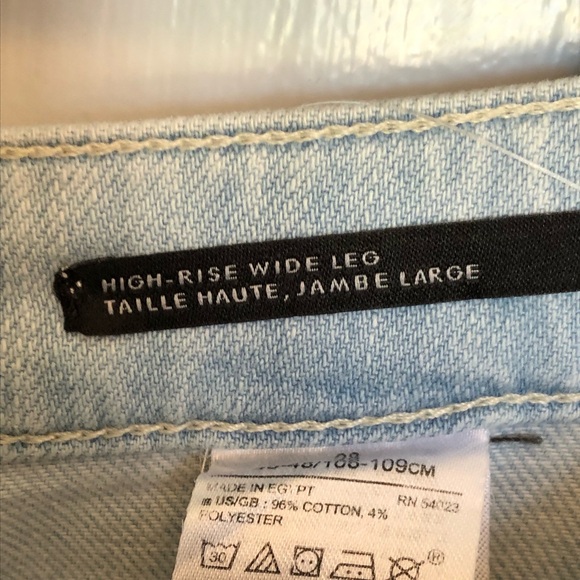 HIGH-RISE WIDE LEG
TAILLE HAUTE, JAMBE LARGE
109CM
MADE IN EGYPT RN 54023
m US/GB : 96% COTTON, 4%
POLYESTER
30 ®